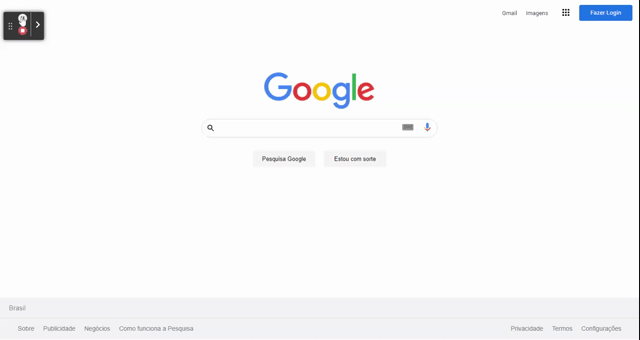 Gmail Imagens Fazer Login
Google
Pesquisa Google Estou com sorte
Brasil
Sobre Publicidade Negócios Como funciona a Pesquisa Privacidade Termos Configurações